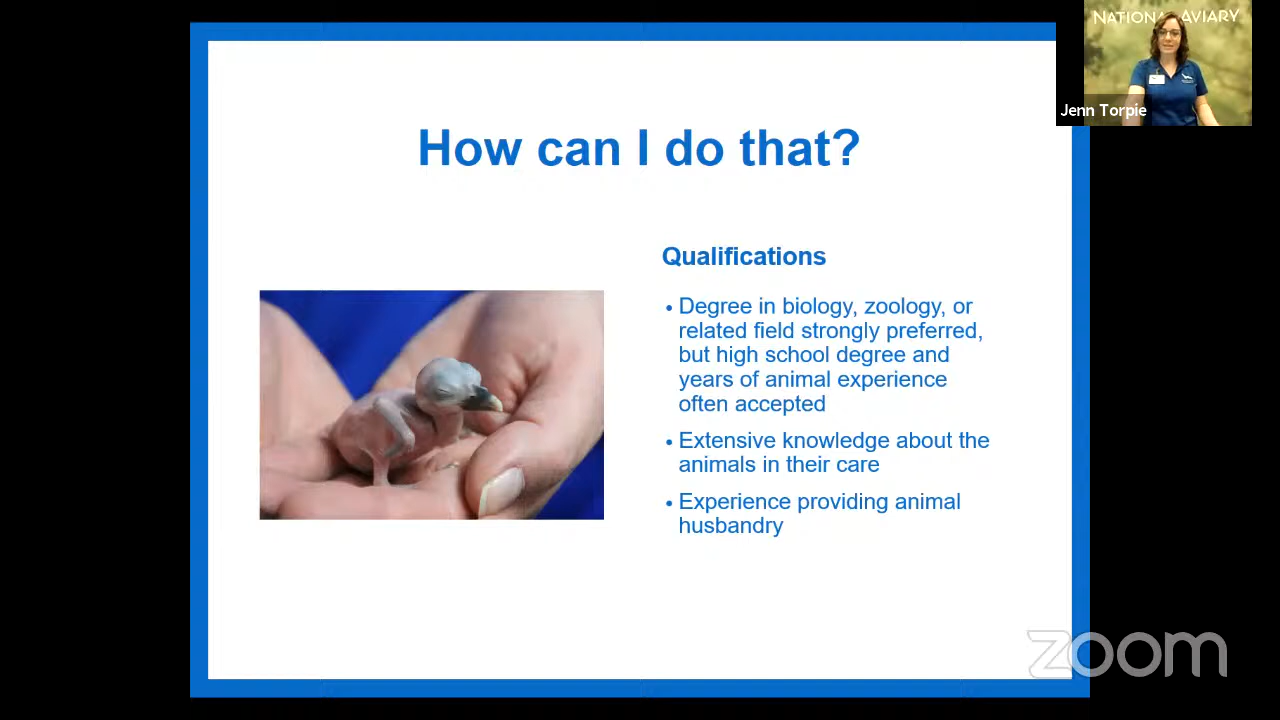 NATIONAL AVIARY
Jenn Torpie
How can I do that?
Qualifications
• Degree in biology, zoology, or
related field strongly preferred,
but high school degree and
years of animal experience
often accepted
• Extensive knowledge about the
animals in their care
• Experience providing animal
husbandry
zoom